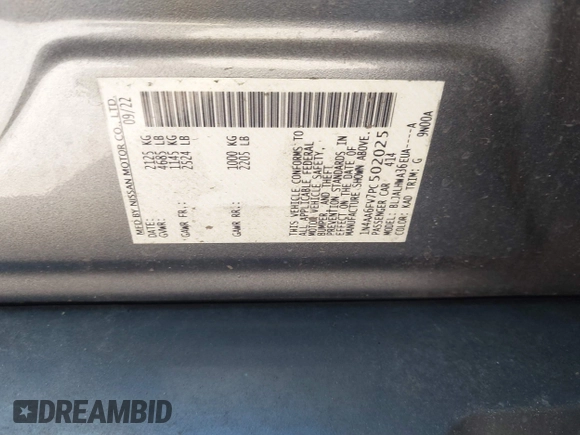 MFD BY NISSAN MOTOR CO., LTD.
09/22
DATE:
GVWR: 2125 KG
4685 LB
GAWR FR: 1145 KG
2524 LB
GAWR RR: 1000 KG
2205 LB
THIS VEHICLE CONFORMS TO
ALL APPLICABLE FEDERAL
MOTOR VEHICLE SAFETY,
BUMPER, AND THEFT
PREVENTION STANDARDS IN
EFFECT ON THE DATE OF
MANUFACTURE SHOWN ABOVE.
1N4AA6FV7PC502025
PASSENGER CAR 414
MODEL: BUJALHWA36EUA-----A
COLOR: KAD TRIM: G 9N00A
DREAMBID